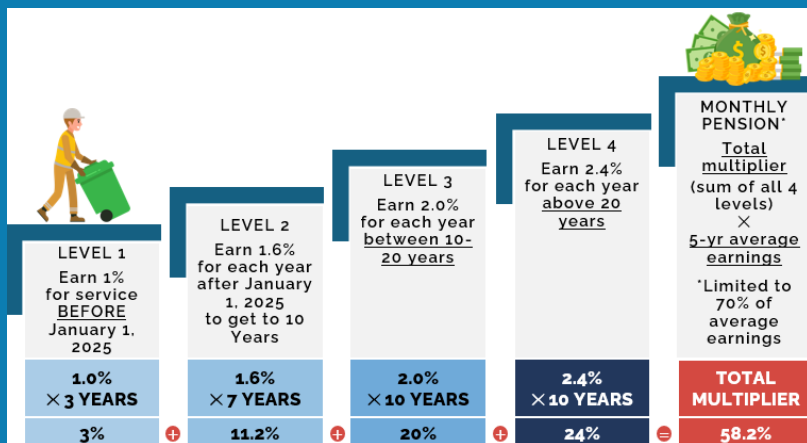 LEVEL 1
Earn 1%
for service
BEFORE
January 1,
2025
1.0%
× 3 YEARS
3%
+
LEVEL 2
Earn 1.6%
for each year
after January
1, 2025
to get to 10
Years
1.6%
× 7 YEARS
11.2%
+
LEVEL 3
Earn 2.0%
for each year
between 10-
20 years
2.0%
× 10 YEARS
20%
+
LEVEL 4
Earn 2.4%
for each year
above 20
years
2.4%
× 10 YEARS
24%
=
MONTHLY
PENSION*
Total
multiplier
(sum of all 4
levels)
×
5-yr average
earnings
*Limited to
70% of
average
earnings
TOTAL
MULTIPLIER
58.2%